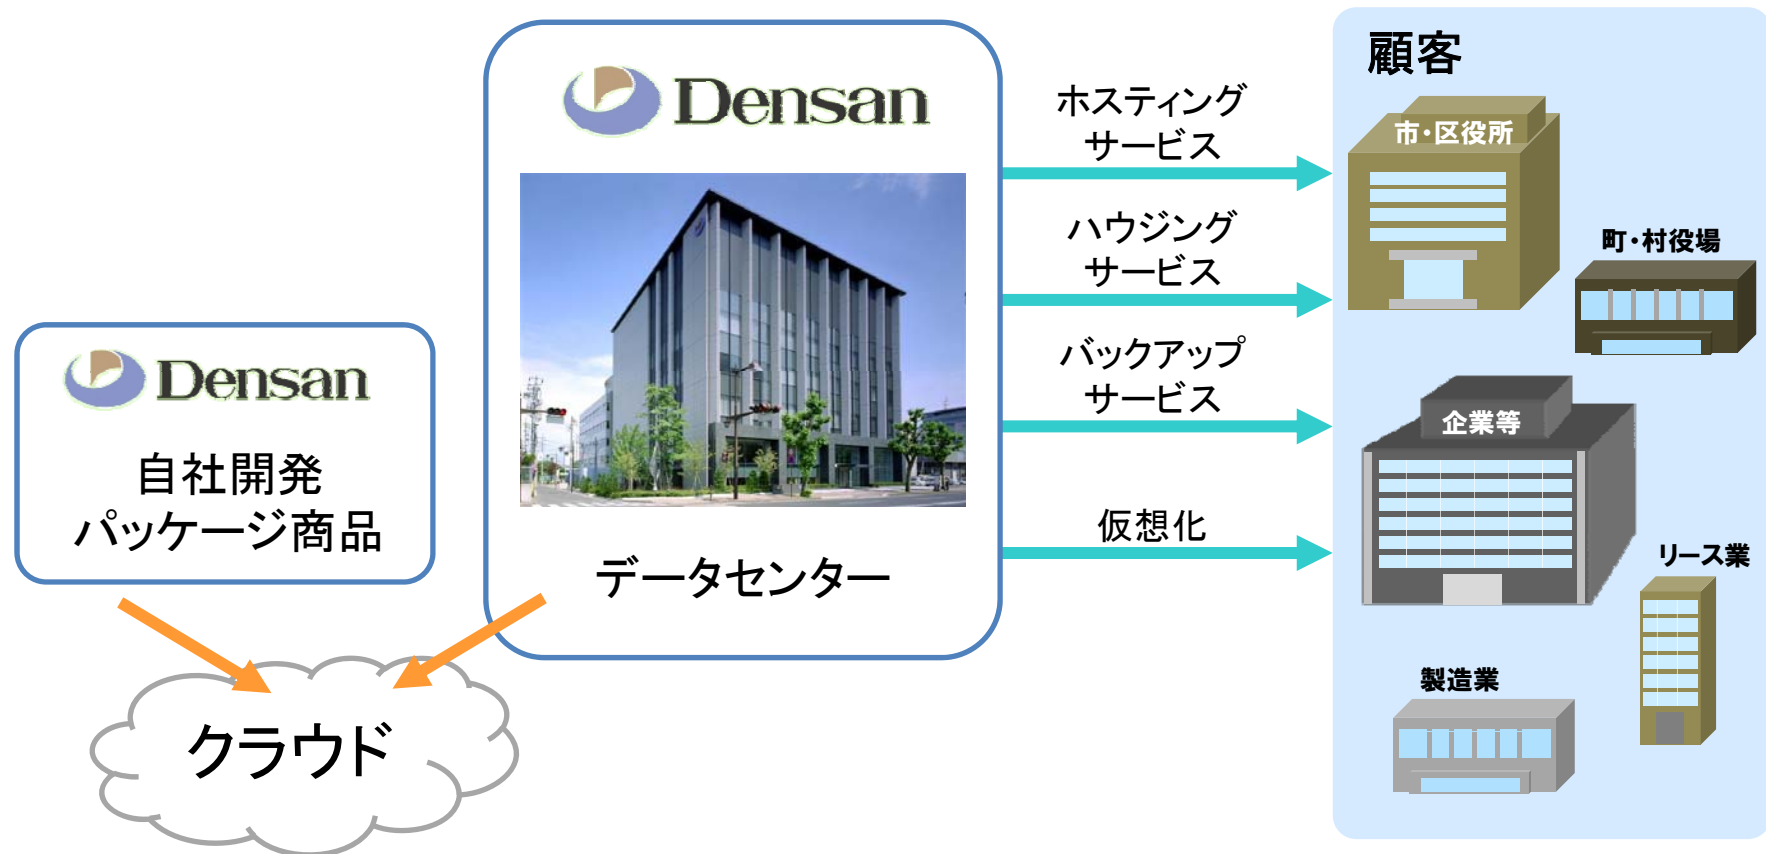 Densan
自社開発
パッケージ商品
クラウド
Densan
データセンター
ホスティング
サービス
ハウジング
サービス
バックアップ
サービス
仮想化
顧客
市・区役所
町・村役場
企業等
リース業
製造業